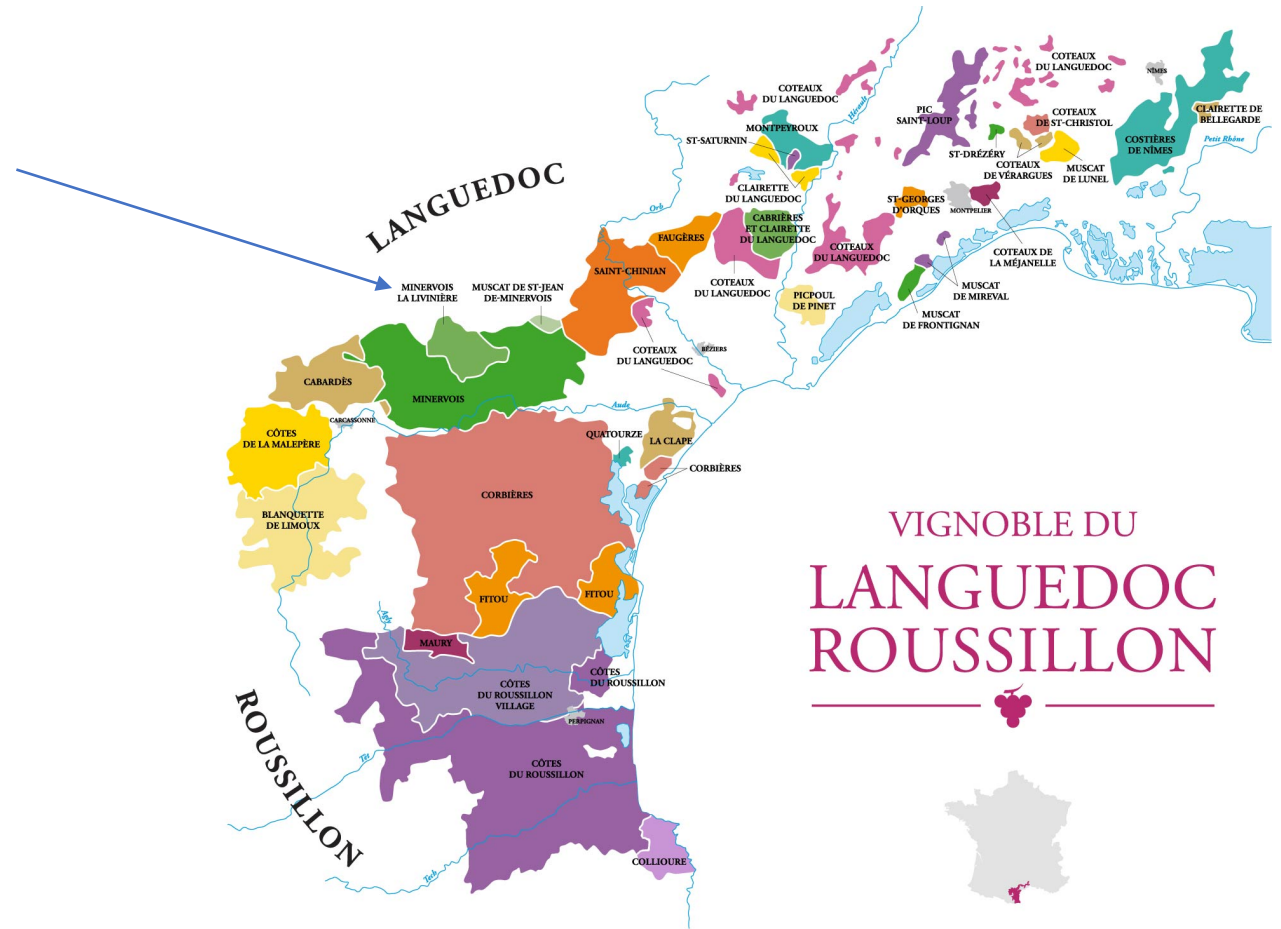 COTEAUX
DU LANGUEDOC
NÎMES
COTEAUX
DU LANGUEDOC
Hérault
PIC
SAINT-LOUP
COTEAUX
DE ST-CHRISTOL
CLAIRETTE DE
BELLEGARDE
MONTPEYROUX
ST-SATURNIN
COSTIÈRES
DE NÎMES
Petit Rhône
ST-DRÉZÉRY
COTEAUX
DE VÉRARGUES
MUSCAT
DE LUNEL
LANGUEDOC
CLAIRETTE
DU LANGUEDOC
ST-GEORGES
D'ORQUES
MONTPELIER
Orb
CABRIÈRES
ET CLAIRETTE
DU LANGUEDOC
FAUGÈRES
COTEAUX
DU LANGUEDOC
COTEAUX DE
LA MÉJANELLE
SAINT-CHINIAN
COTEAUX
DU LANGUEDOC
MINERVOIS
LA LIVINIÈRE
MUSCAT DE ST-JEAN
DE-MINERVOIS
PICPOUL
DE PINET
MUSCAT
DE MIREVAL
MUSCAT
DE FRONTIGNAN
COTEAUX
DU LANGUEDOC
BÉZIERS
CABARDÈS
MINERVOIS
Aude
CARCASSONNE
CÔTES
DE LA MALEPÈRE
QUATOURZE
LA CLAPE
CORBIÈRES
CORBIÈRES
BLANQUETTE
DE LIMOUX
VIGNOBLE DU
LANGUEDOC
ROUSSILLON
FITOU
FITOU
Agly
MAURY
CÔTES
DU ROUSSILLON
CÔTES
DU ROUSSILLON
VILLAGE
PERPIGNAN
ROUSSILLON
Têt
CÔTES
DU ROUSSILLON
COLLIOURE
Tech